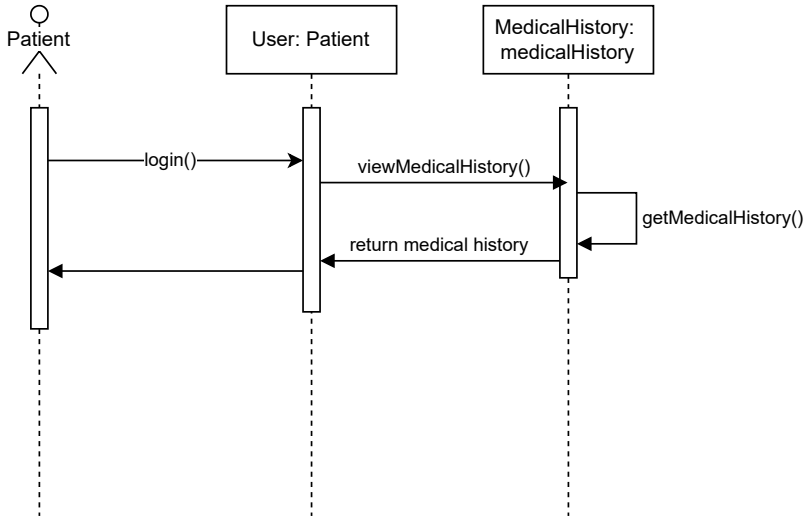 Patient
User: Patient
MedicalHistory:
medicalHistory
login()
viewMedicalHistory()
getMedicalHistory()
return medical history